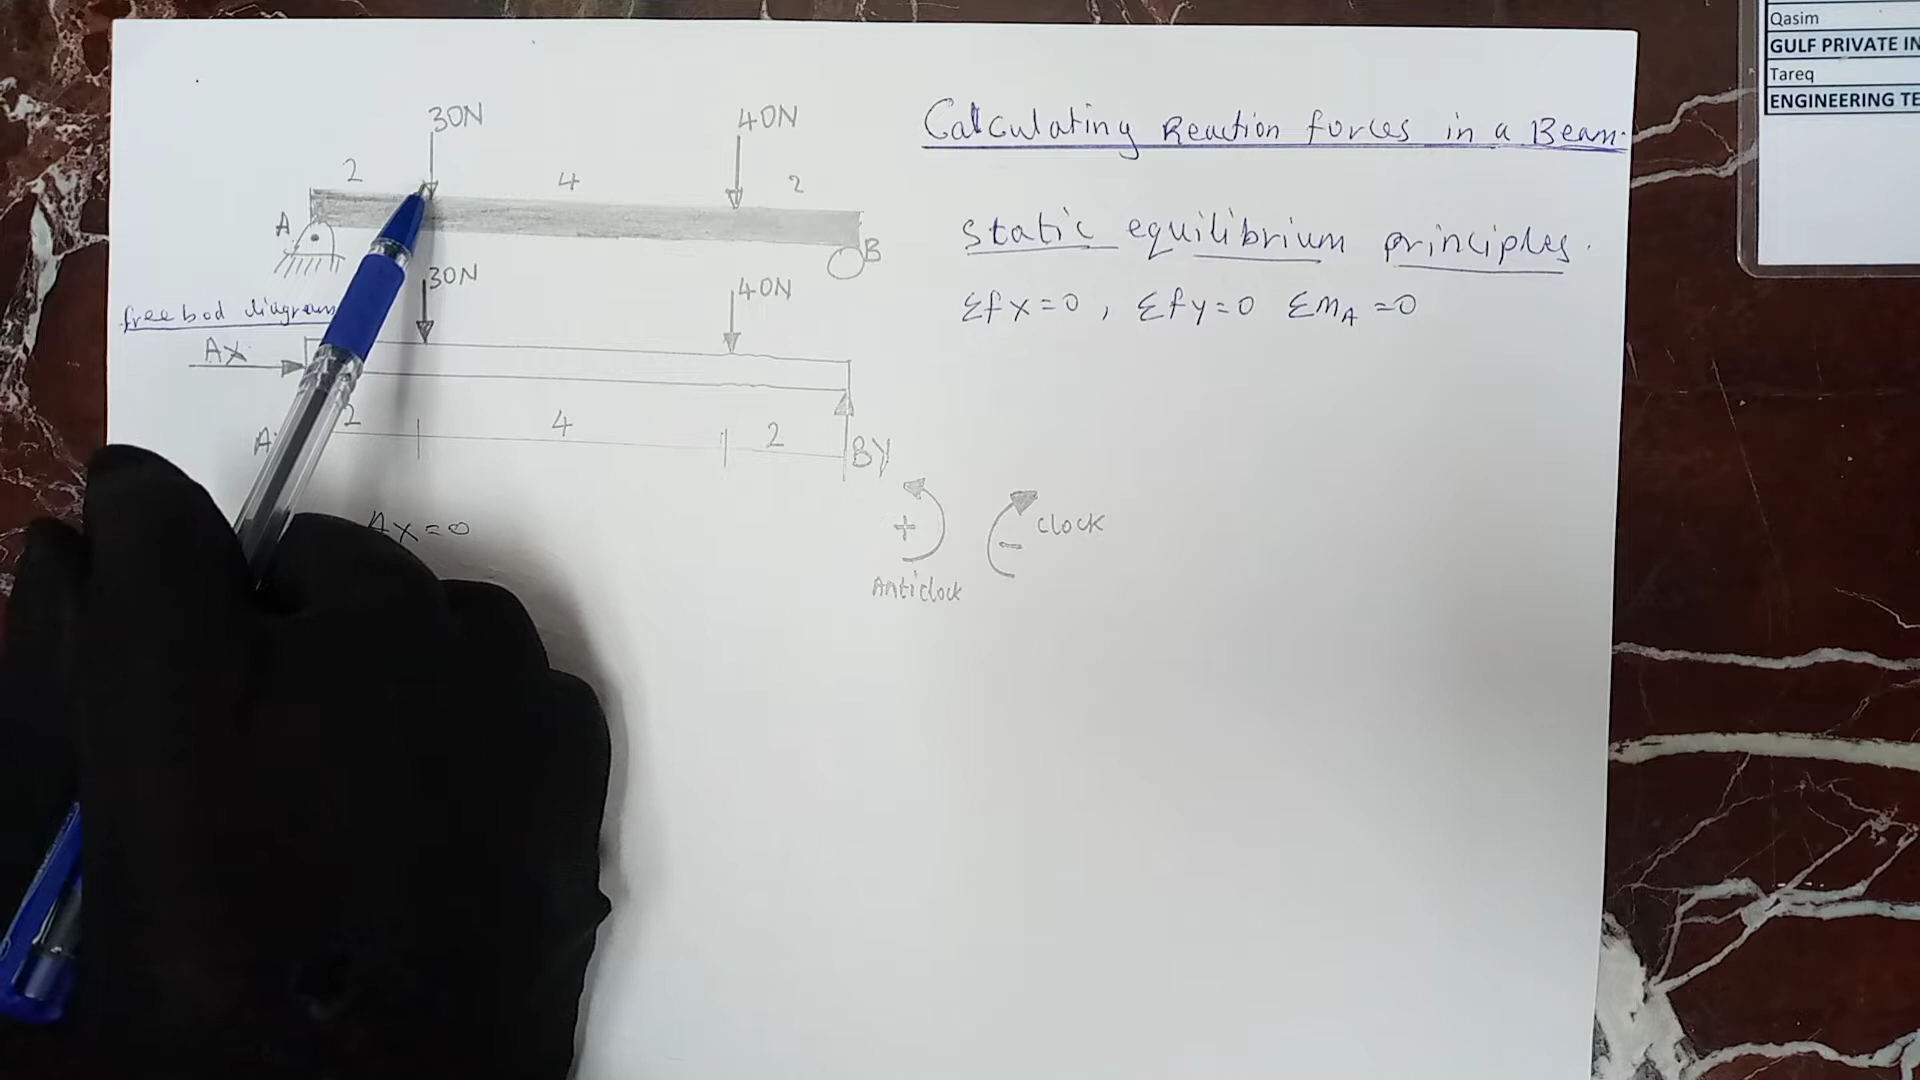 Calculating Reaction forces in a Beam.
static equilibrium principles.
Σfx=0, Σfy=0 ΣMA=0
30N
40N
2
4
2
A
B
free bod diagram
30N
40N
Ax
A
2
4
2
By
Ax=0
+
-
clock
Anticlock
Qasim
GULF PRIVATE IN
Tareq
ENGINEERING TE